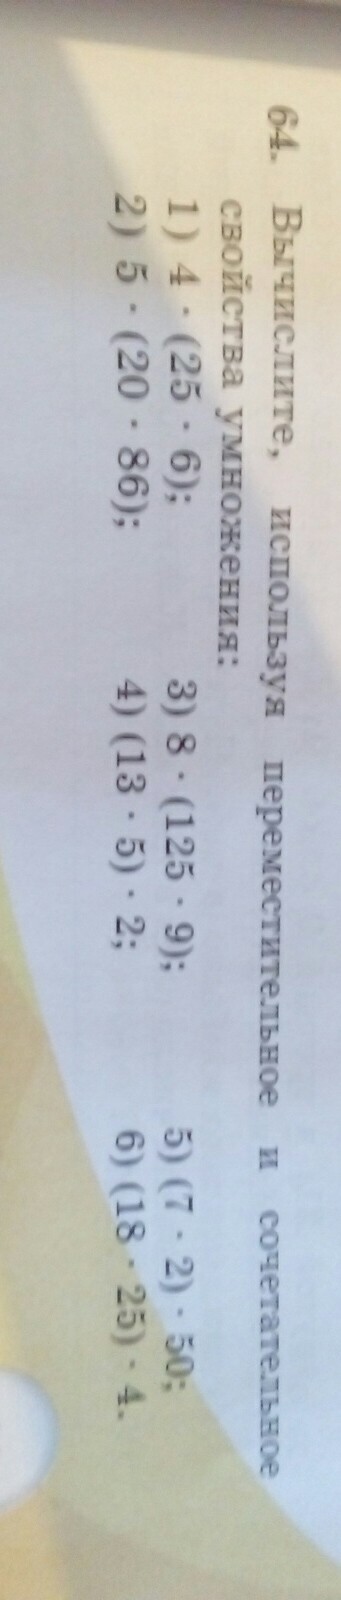 64. Вычислите, используя переместительное и сочетательное
свойства умножения:
1) 4 · (25 · 6); 3) 8 · (125 · 9); 5) (7 · 2) · 50;
2) 5 · (20 · 86); 4) (13 · 5) · 2; 6) (18 · 25) · 4.